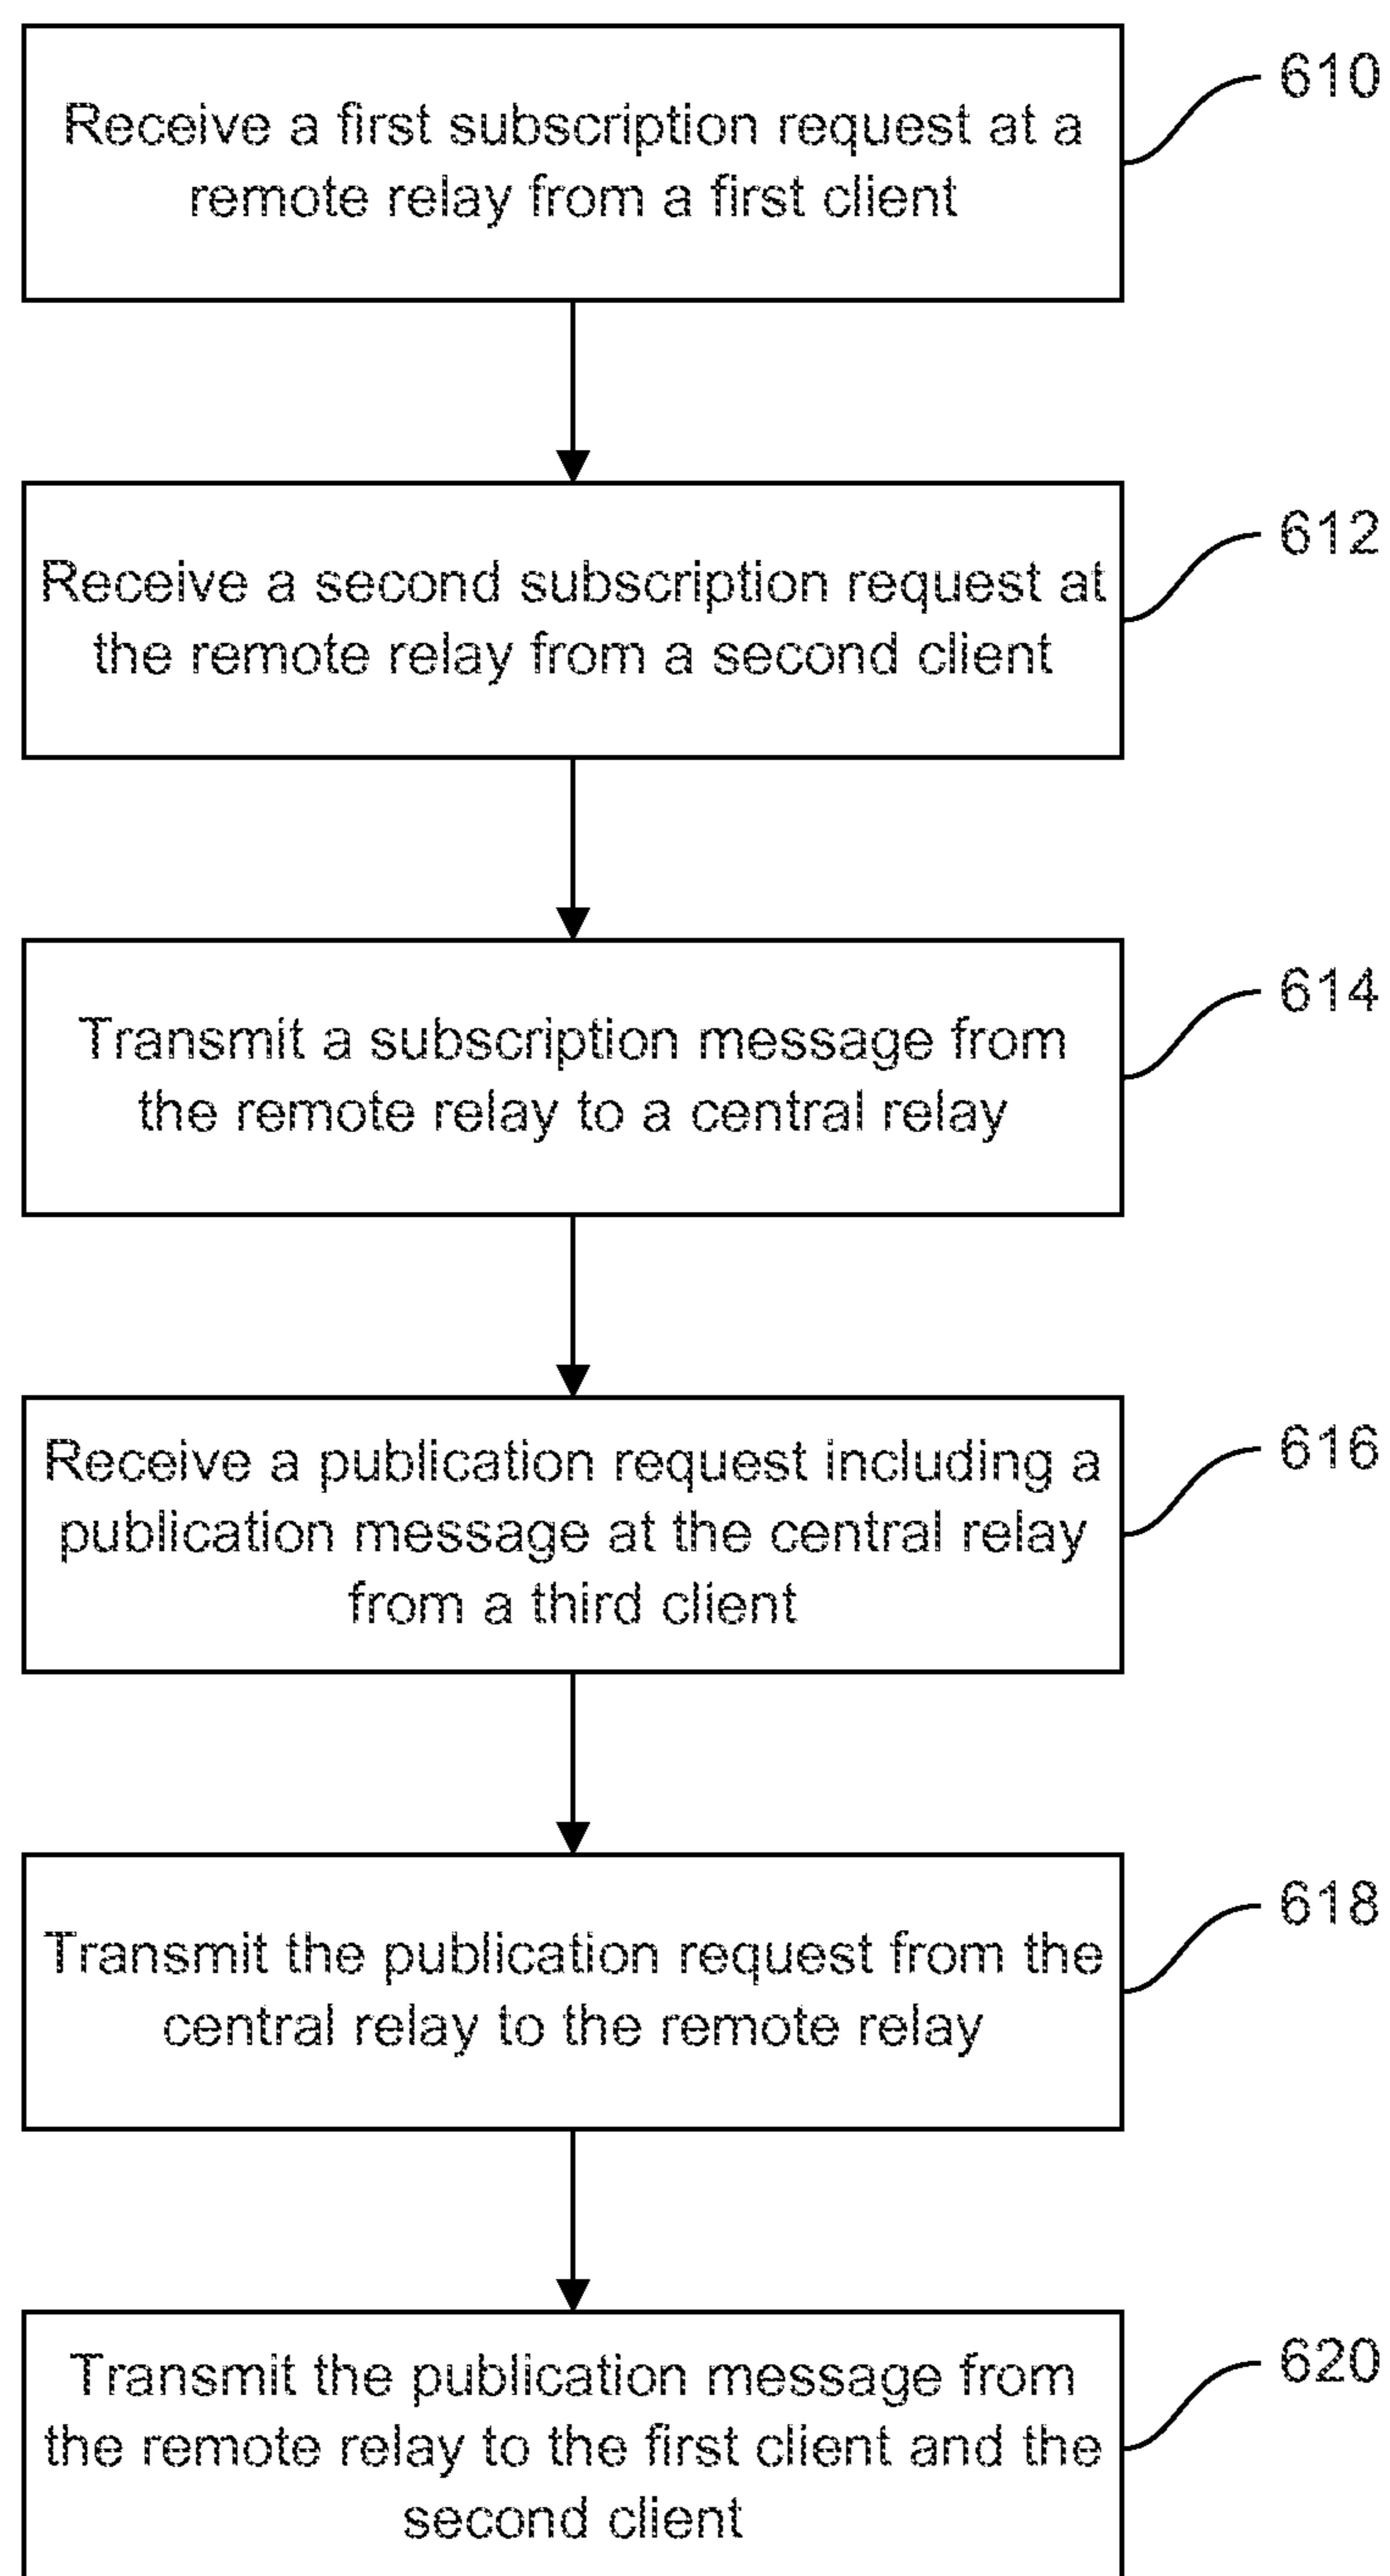 Receive a first subscription request at a
remote relay from a first client
610
Receive a second subscription request at
the remote relay from a second client
612
Transmit a subscription message from
the remote relay to a central relay
614
Receive a publication request including a
publication message at the central relay
from a third client
616
Transmit the publication request from the
central relay to the remote relay
618
Transmit the publication message from
the remote relay to the first client and the
second client
620